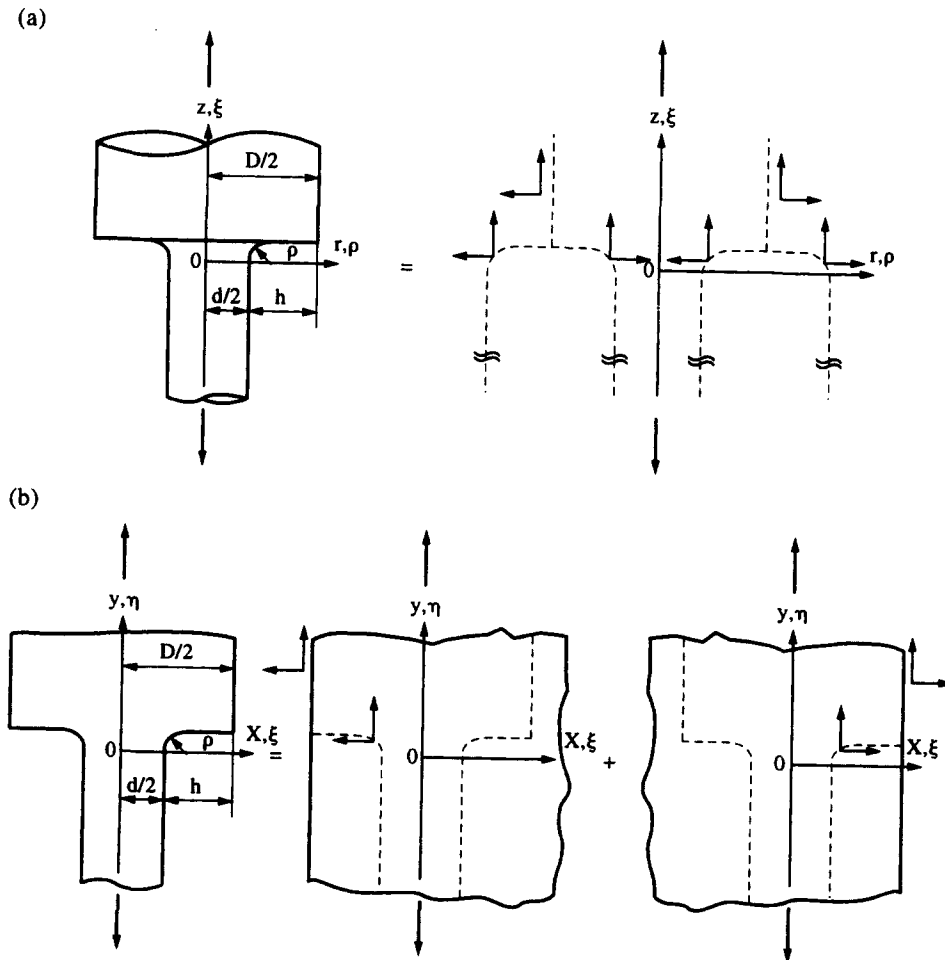 (a)
z,ξ
z,ξ
D/2
0
ρ
r,ρ
=
0
r,ρ
d/2
h
(b)
y,η
y,η
y,η
D/2
0
ρ
X,ξ
=
0
X,ξ
+
0
X,ξ
d/2
h